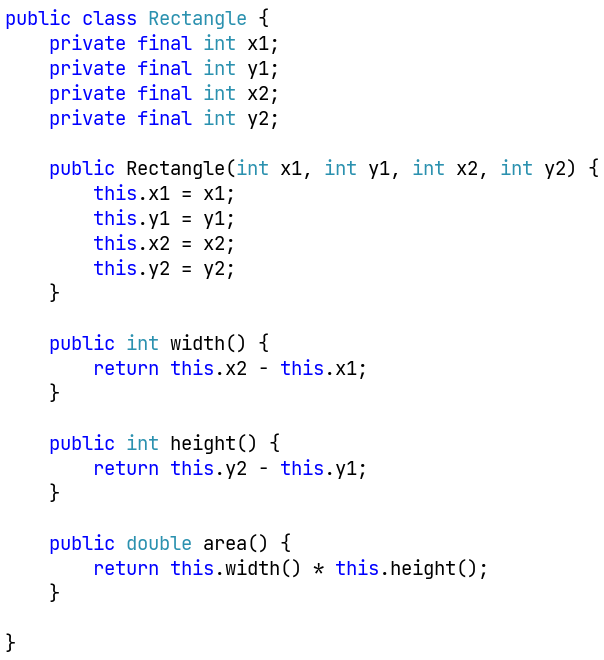 public class Rectangle {
    private final int x1;
    private final int y1;
    private final int x2;
    private final int y2;

    public Rectangle(int x1, int y1, int x2, int y2) {
        this.x1 = x1;
        this.y1 = y1;
        this.x2 = x2;
        this.y2 = y2;
    }

    public int width() {
        return this.x2 - this.x1;
    }

    public int height() {
        return this.y2 - this.y1;
    }

    public double area() {
        return this.width() * this.height();
    }

}